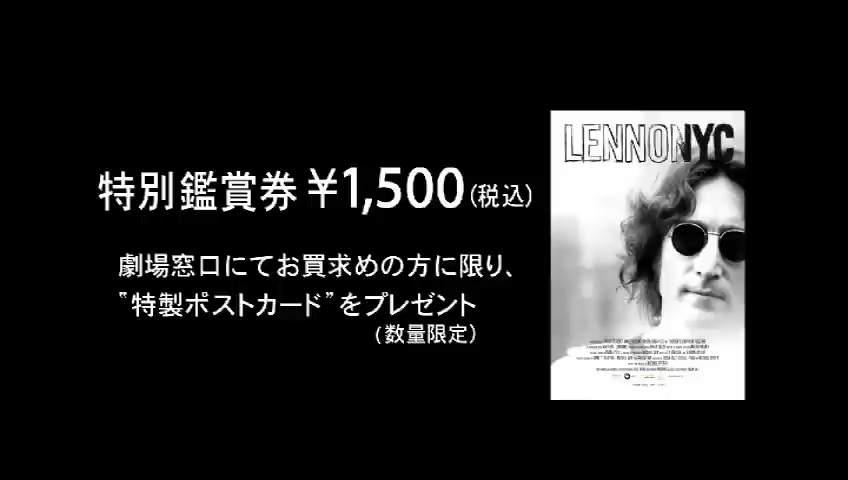 特別鑑賞券 ¥1,500(税込)
劇場窓口にてお買求めの方に限り、
〝特製ポストカード”をプレゼント
(数量限定)
LENNONYC